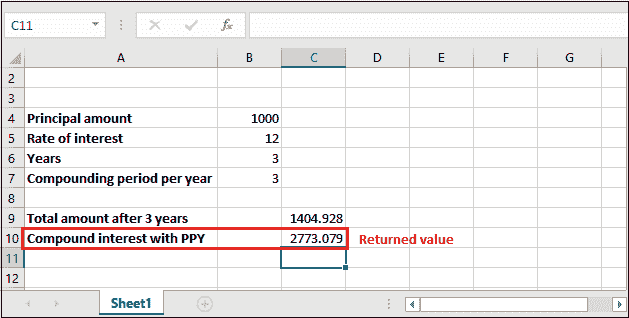 C11
fx
A B C D E F G
2
3
4 Principal amount 1000
5 Rate of interest 12
6 Years 3
7 Compounding period per year 3
8
9 Total amount after 3 years 1404.928
10 Compound interest with PPY 2773.079 Returned value
11
12
Sheet1